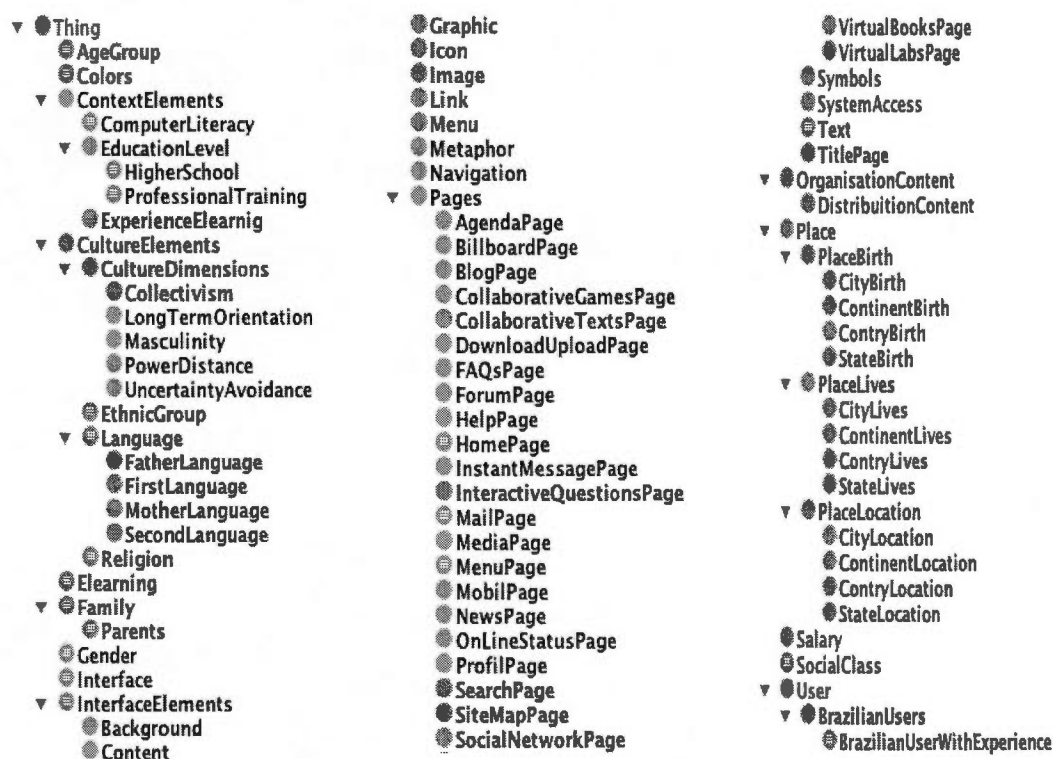 Thing
AgeGroup
Colors
ContextElements
ComputerLiteracy
EducationLevel
HigherSchool
ProfessionalTraining
ExperienceElearnig
CultureElements
CultureDimensions
Collectivism
LongTermOrientation
Masculinity
PowerDistance
UncertaintyAvoidance
EthnicGroup
Language
FatherLanguage
FirstLanguage
MotherLanguage
SecondLanguage
Religion
Elearning
Family
Parents
Gender
Interface
InterfaceElements
Background
Content
Graphic
Icon
Image
Link
Menu
Metaphor
Navigation
Pages
AgendaPage
BillboardPage
BlogPage
CollaborativeGamesPage
CollaborativeTextsPage
DownloadUploadPage
FAQsPage
ForumPage
HelpPage
HomePage
InstantMessagePage
InteractiveQuestionsPage
MailPage
MediaPage
MenuPage
MobilPage
NewsPage
OnLineStatusPage
ProfilPage
SearchPage
SiteMapPage
SocialNetworkPage
VirtualBooksPage
VirtualLabsPage
Symbols
SystemAccess
Text
TitlePage
OrganisationContent
DistribuitionContent
Place
PlaceBirth
CityBirth
ContinentBirth
ContryBirth
StateBirth
PlaceLives
CityLives
ContinentLives
ContryLives
StateLives
PlaceLocation
CityLocation
ContinentLocation
ContryLocation
StateLocation
Salary
SocialClass
User
BrazilianUsers
BrazilianUserWithExperience